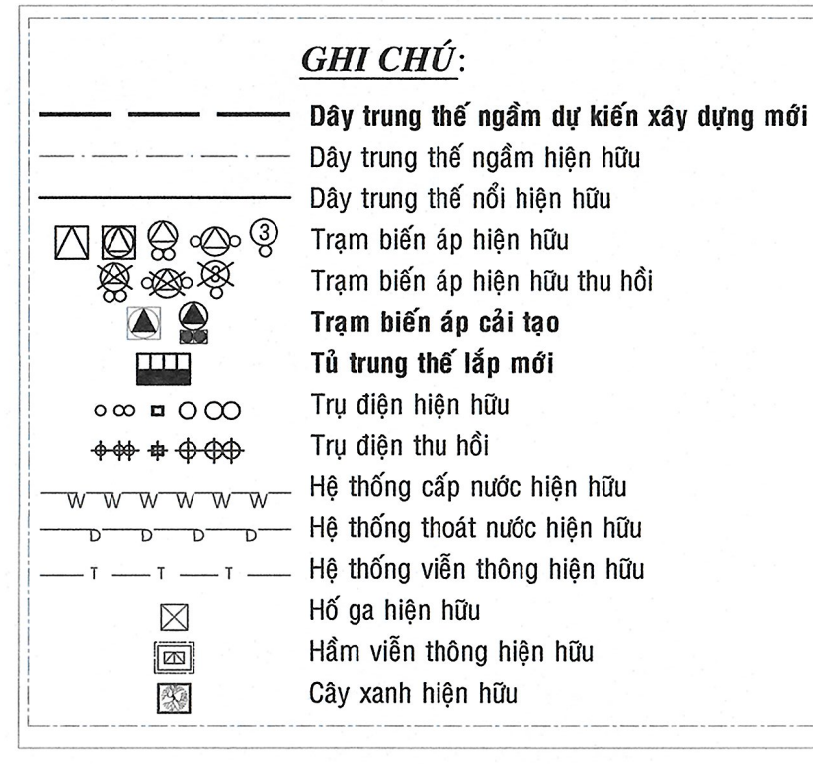 GHI CHÚ:
Dây trung thế ngầm dự kiến xây dựng mới
Dây trung thế ngầm hiện hữu
Dây trung thế nổi hiện hữu
3 Trạm biến áp hiện hữu
3 Trạm biến áp hiện hữu thu hồi
Trạm biến áp cải tạo
Tủ trung thế lắp mới
Trụ điện hiện hữu
Trụ điện thu hồi
W W W W W W Hệ thống cấp nước hiện hữu
D D D D Hệ thống thoát nước hiện hữu
T T T Hệ thống viễn thông hiện hữu
Hố ga hiện hữu
Hầm viễn thông hiện hữu
Cây xanh hiện hữu